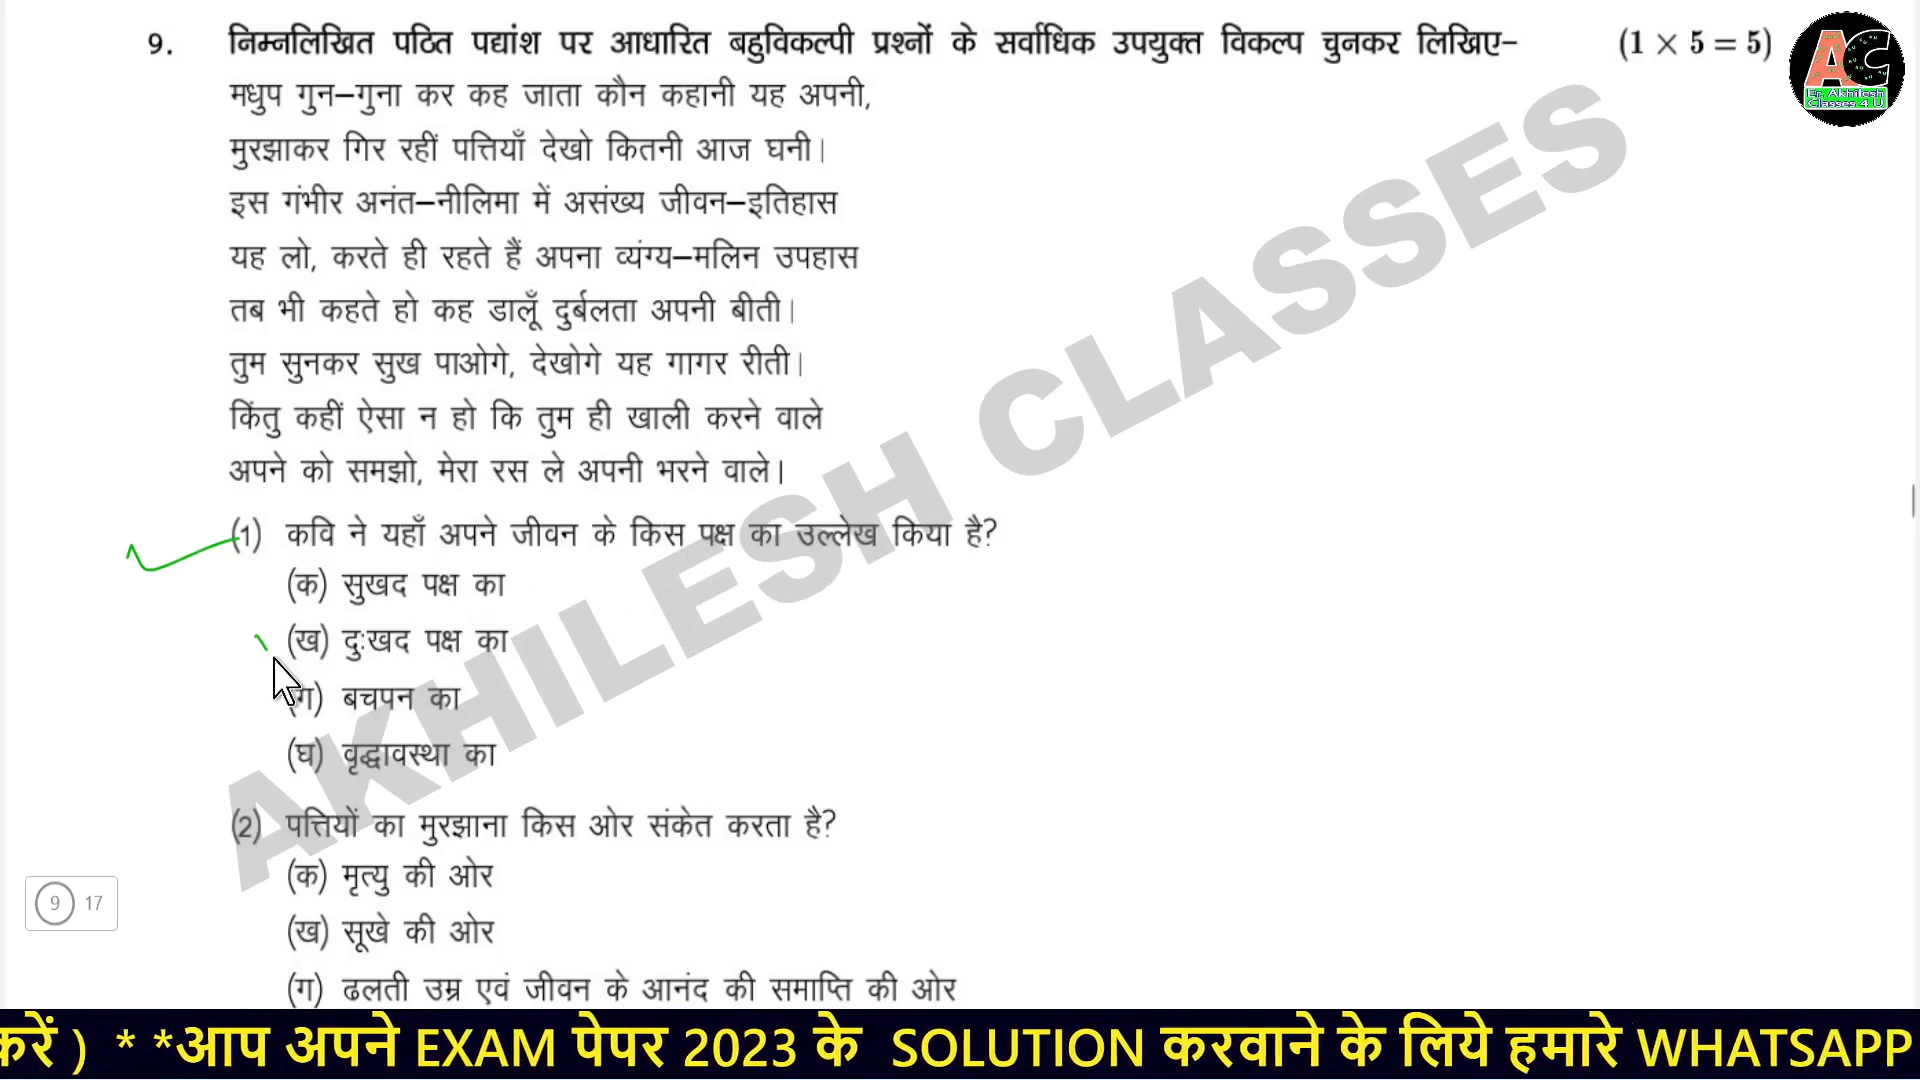 9. निम्नलिखित पठित पद्यांश पर आधारित बहुविकल्पी प्रश्नों के सर्वाधिक उपयुक्त विकल्प चुनकर लिखिए– (1 × 5 = 5)
मधुप गुन–गुना कर कह जाता कौन कहानी यह अपनी,
मुरझाकर गिर रहीं पत्तियाँ देखो कितनी आज घनी।
इस गंभीर अनंत–नीलिमा में असंख्य जीवन–इतिहास
यह लो, करते ही रहते हैं अपना व्यंग्य–मलिन उपहास
तब भी कहते हो कह डालूँ दुर्बलता अपनी बीती।
तुम सुनकर सुख पाओगे, देखोगे यह गागर रीती।
किंतु कहीं ऐसा न हो कि तुम ही खाली करने वाले
अपने को समझो, मेरा रस ले अपनी भरने वाले।
(1) कवि ने यहाँ अपने जीवन के किस पक्ष का उल्लेख किया है?
(क) सुखद पक्ष का
(ख) दुःखद पक्ष का
(ग) बचपन का
(घ) वृद्धावस्था का
(2) पत्तियों का मुरझाना किस ओर संकेत करता है?
(क) मृत्यु की ओर
(ख) सूखे की ओर
(ग) ढलती उम्र एवं जीवन के आनंद की समाप्ति की ओर
AKHILESH CLASSES
AC
Er. Akhilesh
Classes 4 U
9 17
करें ) * *आप अपने EXAM पेपर 2023 के SOLUTION करवाने के लिये हमारे WHATSAPP